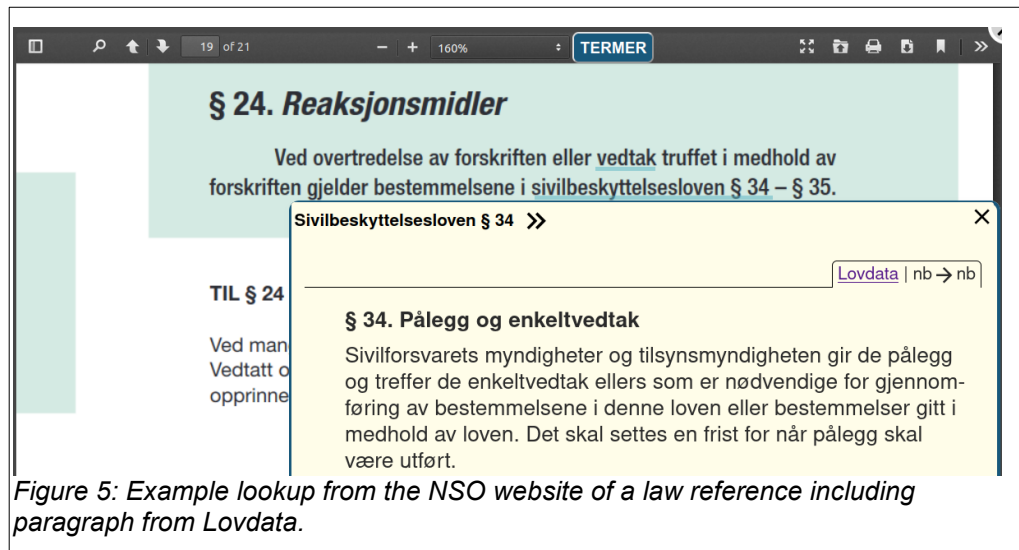 19 of 21 − + 160% TERMER
§ 24. Reaksjonsmidler
Ved overtredelse av forskriften eller vedtak truffet i medhold av
forskriften gjelder bestemmelsene i sivilbeskyttelsesloven § 34 – § 35.
Sivilbeskyttelsesloven § 34
Lovdata | nb → nb
TIL § 24
§ 34. Pålegg og enkeltvedtak
Ved man
Sivilforsvarets myndigheter og tilsynsmyndigheten gir de pålegg
Vedtatt o
og treffer de enkeltvedtak ellers som er nødvendige for gjennom-
opprinne
føring av bestemmelsene i denne loven eller bestemmelser gitt i
medhold av loven. Det skal settes en frist for når pålegg skal
være utført.
Figure 5: Example lookup from the NSO website of a law reference including
paragraph from Lovdata.